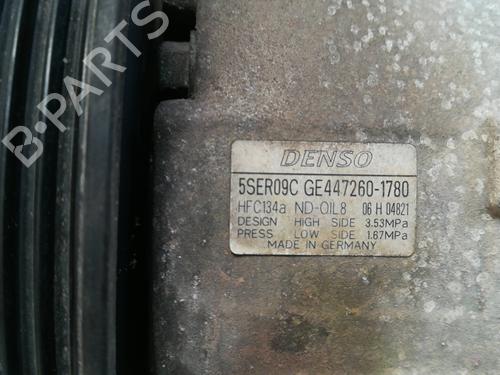 B-PARTS
DENSO
5SER09C GE447260-1780
HFC134a ND-OIL8 06 H 04821
DESIGN HIGH SIDE 3.53MPa
PRESS LOW SIDE 1.67MPa
MADE IN GERMANY